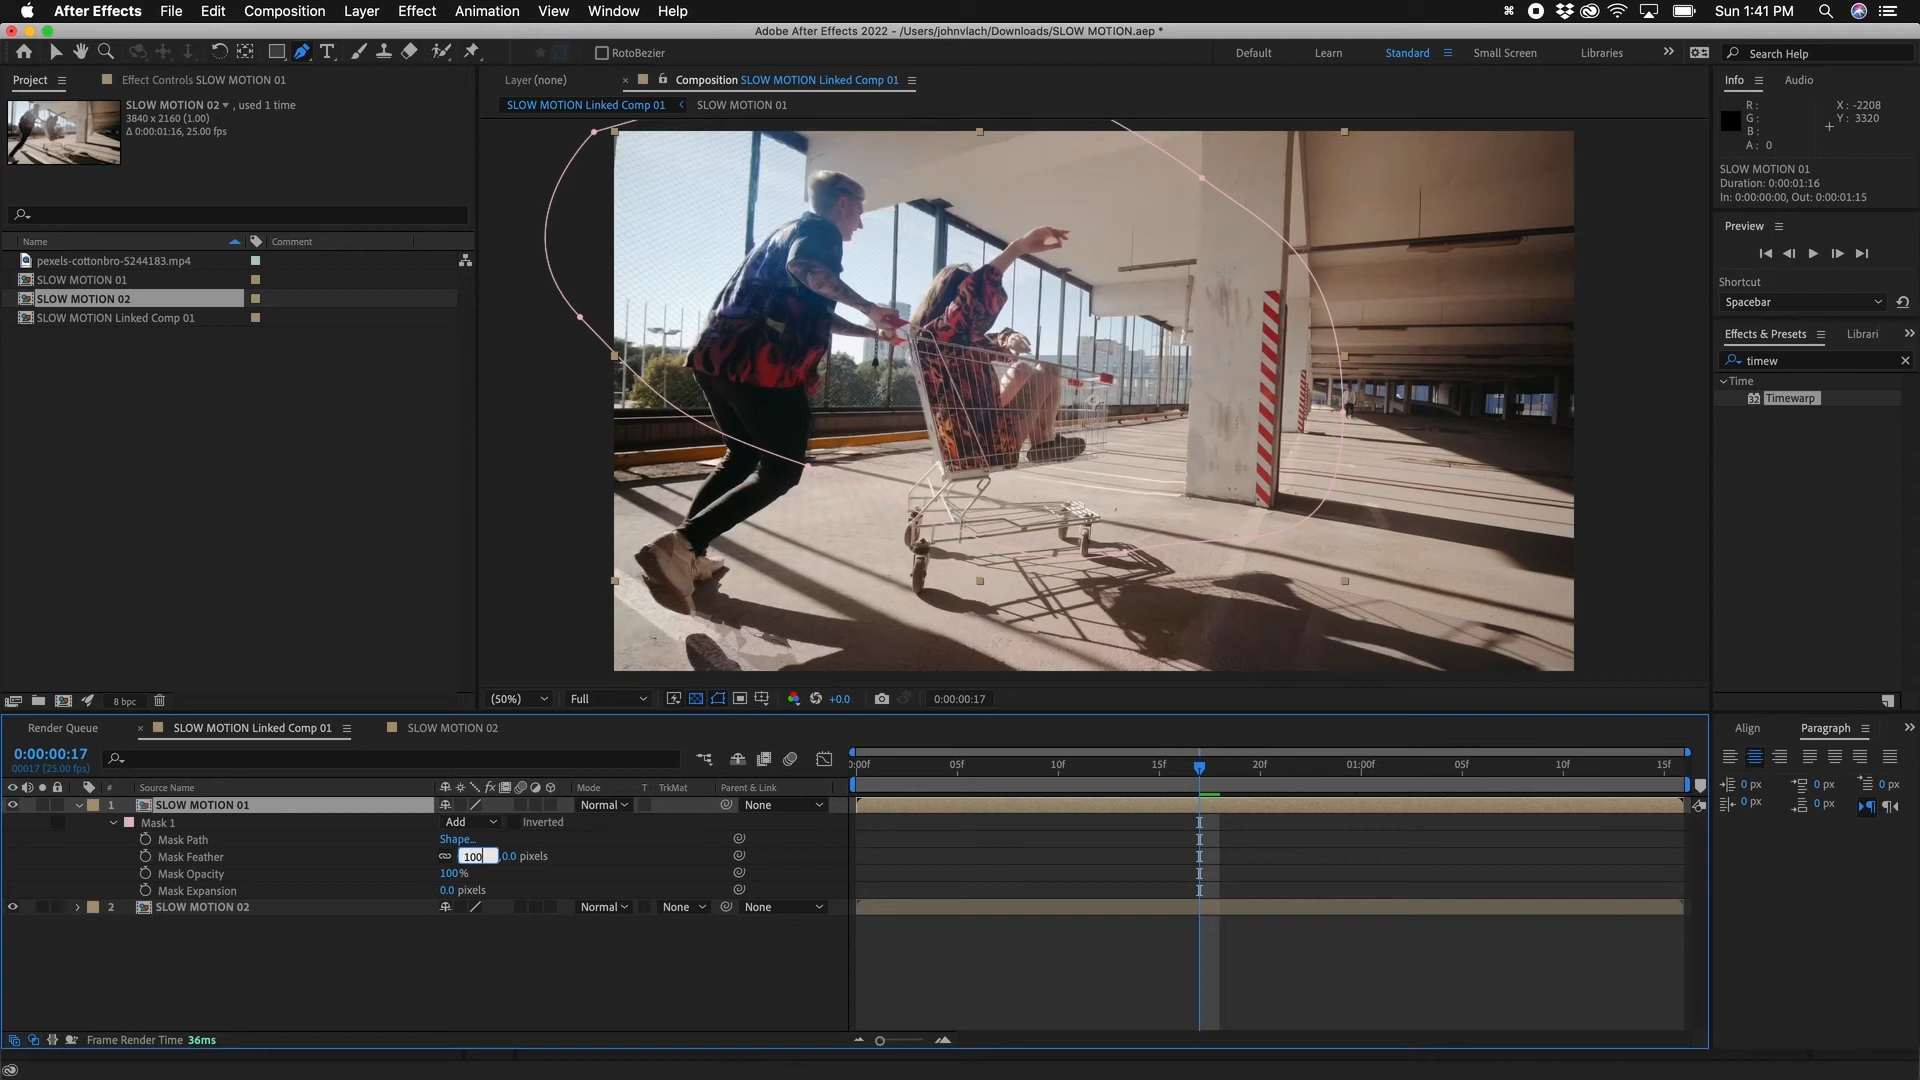 After Effects File Edit Composition Layer Effect Animation View Window Help Sun 1:41 PM
Adobe After Effects 2022 - /Users/johnvlach/Downloads/SLOW MOTION.aep *
RotoBezier Default Learn Standard Small Screen Libraries Search Help
Project Effect Controls SLOW MOTION 01
Layer (none) Composition SLOW MOTION Linked Comp 01
Info Audio
SLOW MOTION 02 , used 1 time
3840 x 2160 (1.00)
Δ 0:00:01:16, 25.00 fps
SLOW MOTION Linked Comp 01 SLOW MOTION 01
R: X: -2208
G: Y: 3320
B:
A: 0
SLOW MOTION 01
Duration: 0:00:01:16
In: 0:00:00:00, Out: 0:00:01:15
Preview
Shortcut
Spacebar
Effects & Presets Librari
timew
Time
Timewarp
Name Comment
pexels-cottonbro-5244183.mp4
SLOW MOTION 01
SLOW MOTION 02
SLOW MOTION Linked Comp 01
8 bpc
(50%) Full +0.0 0:00:00:17
Render Queue SLOW MOTION Linked Comp 01 SLOW MOTION 02
Align Paragraph
0:00:00:17
00017 (25.00 fps)
:00f 05f 10f 15f 20f 01:00f 05f 10f 15f
# Source Name Mode T TrkMat Parent & Link
0 px 0 px 0 px
0 px 0 px
1 SLOW MOTION 01 Normal None
Mask 1 Add Inverted
Mask Path Shape...
Mask Feather 100 ,0.0 pixels
Mask Opacity 100%
Mask Expansion 0.0 pixels
2 SLOW MOTION 02 Normal None None
Frame Render Time 36ms